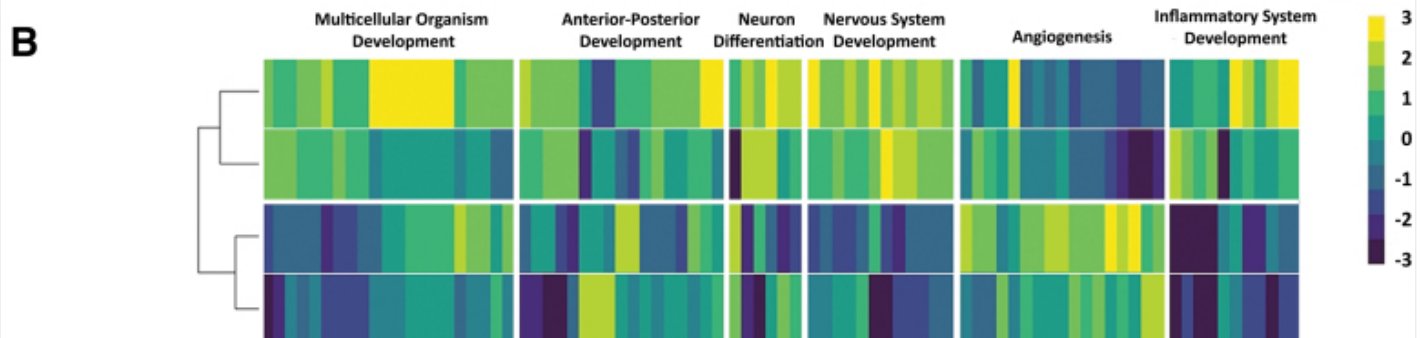 B
Multicellular Organism
Development
Anterior-Posterior
Development
Neuron
Differentiation
Nervous System
Development
Angiogenesis
Inflammatory System
Development
3
2
1
0
-1
-2
-3